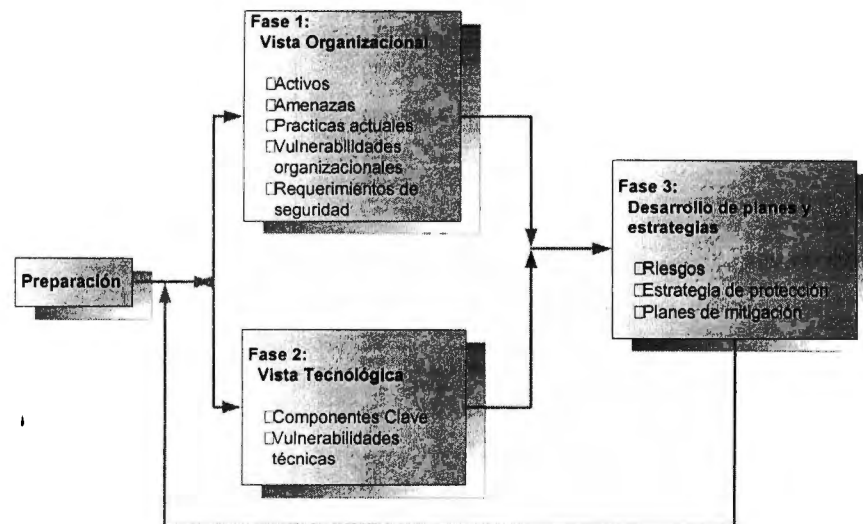 Preparación
Fase 1:
Vista Organizacional
Activos
Amenazas
Practicas actuales
Vulnerabilidades
organizacionales
Requerimientos de
seguridad
Fase 2:
Vista Tecnológica
Componentes Clave
Vulnerabilidades
técnicas
Fase 3:
Desarrollo de planes y
estrategias
Riesgos
Estrategia de protección
Planes de mitigación